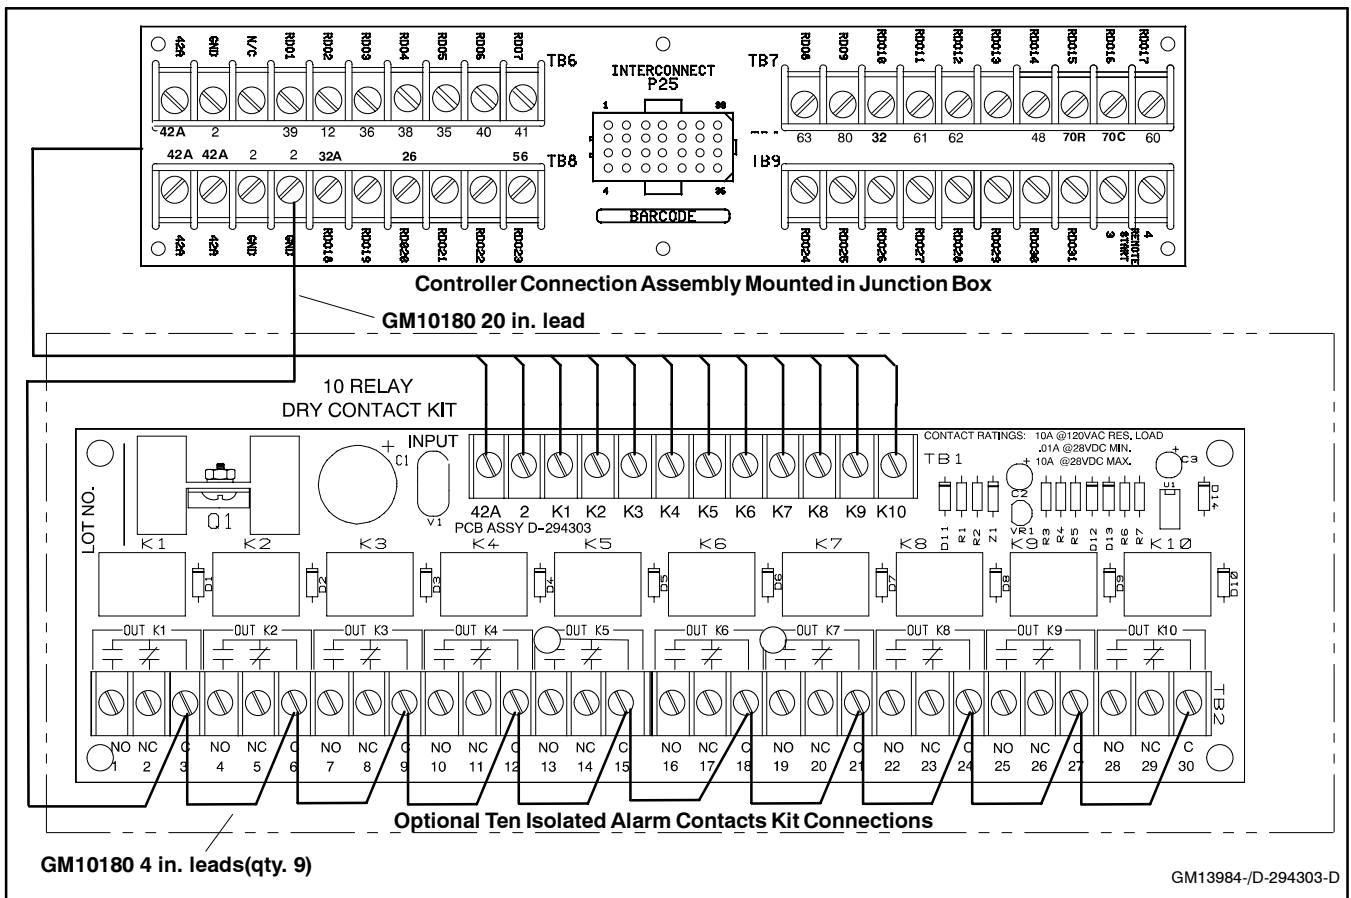 42A GND N/C RDO1 RDO2 RDO3 RDO4 RDO5 RDO6 RDO7
TB6
INTERCONNECT
P25
TB7
RDO8 RDO9 RDO10 RDO11 RDO12 RDO13 RDO14 RDO15 RDO16 RDO17
42A 2 39 12 36 38 35 40 41
1 33
63 80 32 61 62 48 70R 70C 60
42A 42A 2 2 32A 26 56
TB8
4 36
TB9
BARCODE
42A 42A GND GND RDO18 RDO19 RDO20 RDO21 RDO22 RDO23
RDO24 RDO25 RDO26 RDO27 RDO28 RDO29 RDO30 RDO31 3 4
REMOTE
START
Controller Connection Assembly Mounted in Junction Box
GM10180 20 in. lead
10 RELAY
DRY CONTACT KIT
INPUT
CONTACT RATINGS: 10A @120VAC RES. LOAD
.01A @28VDC MIN.
10A @28VDC MAX.
LOT NO.
Q1
+
C1
V1
TB1
+
C2
VR1
+
C3
U1
D14
42A 2 K1 K2 K3 K4 K5 K6 K7 K8 K9 K10
PCB ASSY D-294303
D11 R1 R2 Z1 R3 R4 R5 D12 D13 R6 R7
K1 K2 K3 K4 K5 K6 K7 K8 K9 K10
D1 D2 D3 D4 D5 D6 D7 D8 D9 D10
OUT K1 OUT K2 OUT K3 OUT K4 OUT K5 OUT K6 OUT K7 OUT K8 OUT K9 OUT K10
TB2
NO NC C NO NC C NO NC C NO NC C NO NC C NO NC C NO NC C NO NC C NO NC C NO NC C
1 2 3 4 5 6 7 8 9 10 11 12 13 14 15 16 17 18 19 20 21 22 23 24 25 26 27 28 29 30
Optional Ten Isolated Alarm Contacts Kit Connections
GM10180 4 in. leads(qty. 9)
GM13984-/D-294303-D